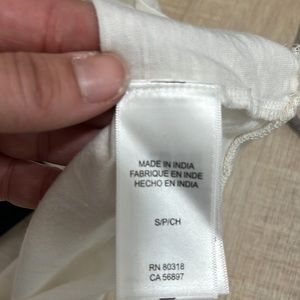 MADE IN INDIA
FABRIQUE EN INDE
HECHO EN INDIA
S/P/CH
RN 80318
CA 56897